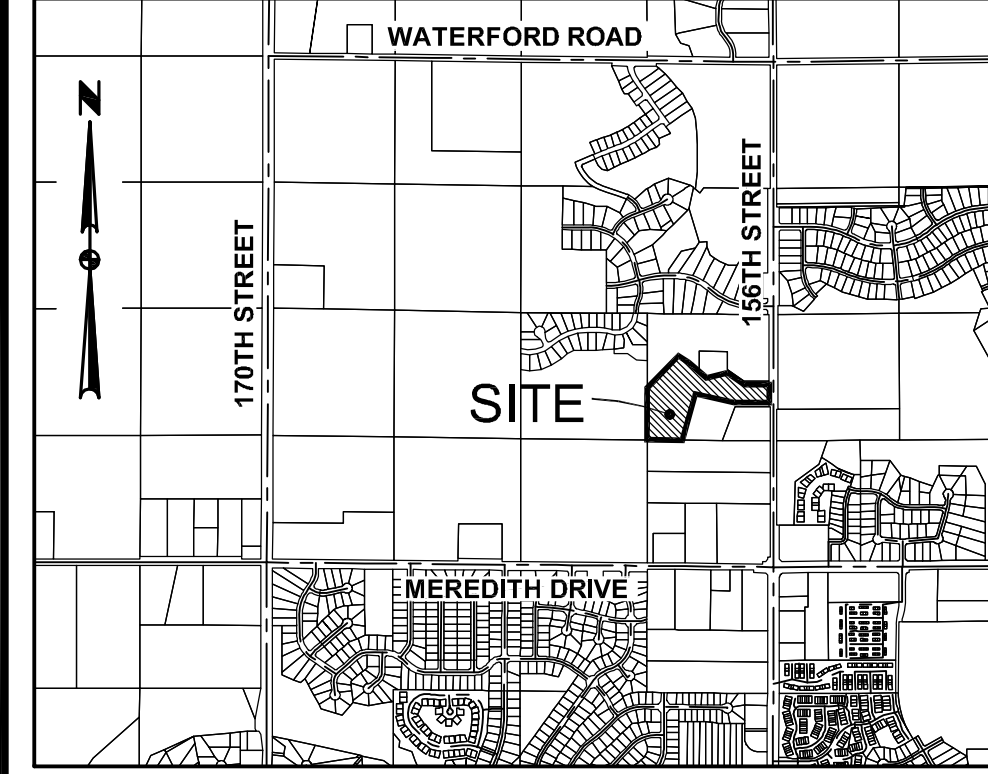 WATERFORD ROAD
N
156TH STREET
170TH STREET
SITE
MEREDITH DRIVE